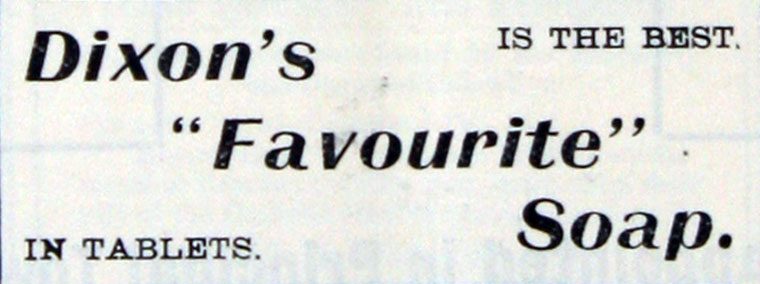 Dixon's
IS THE BEST.
"Favourite"
Soap.
IN TABLETS.